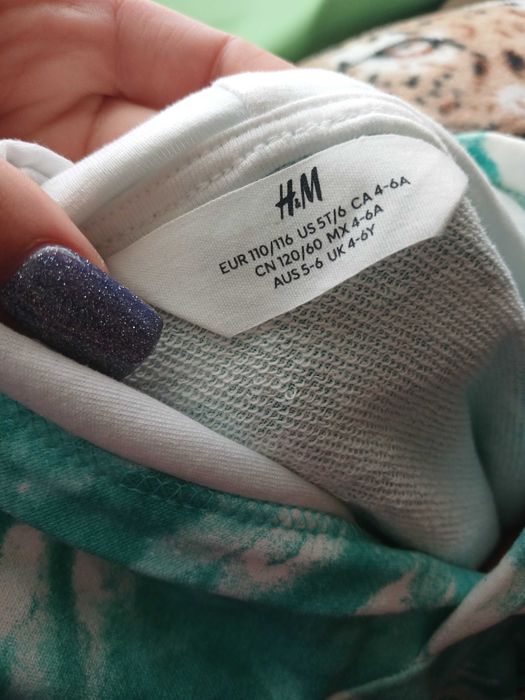 H&M
EUR 110/116 US 5T/6 CA 4-6A
CN 120/60 MX 4-6A
AUS 5-6 UK 4-6Y